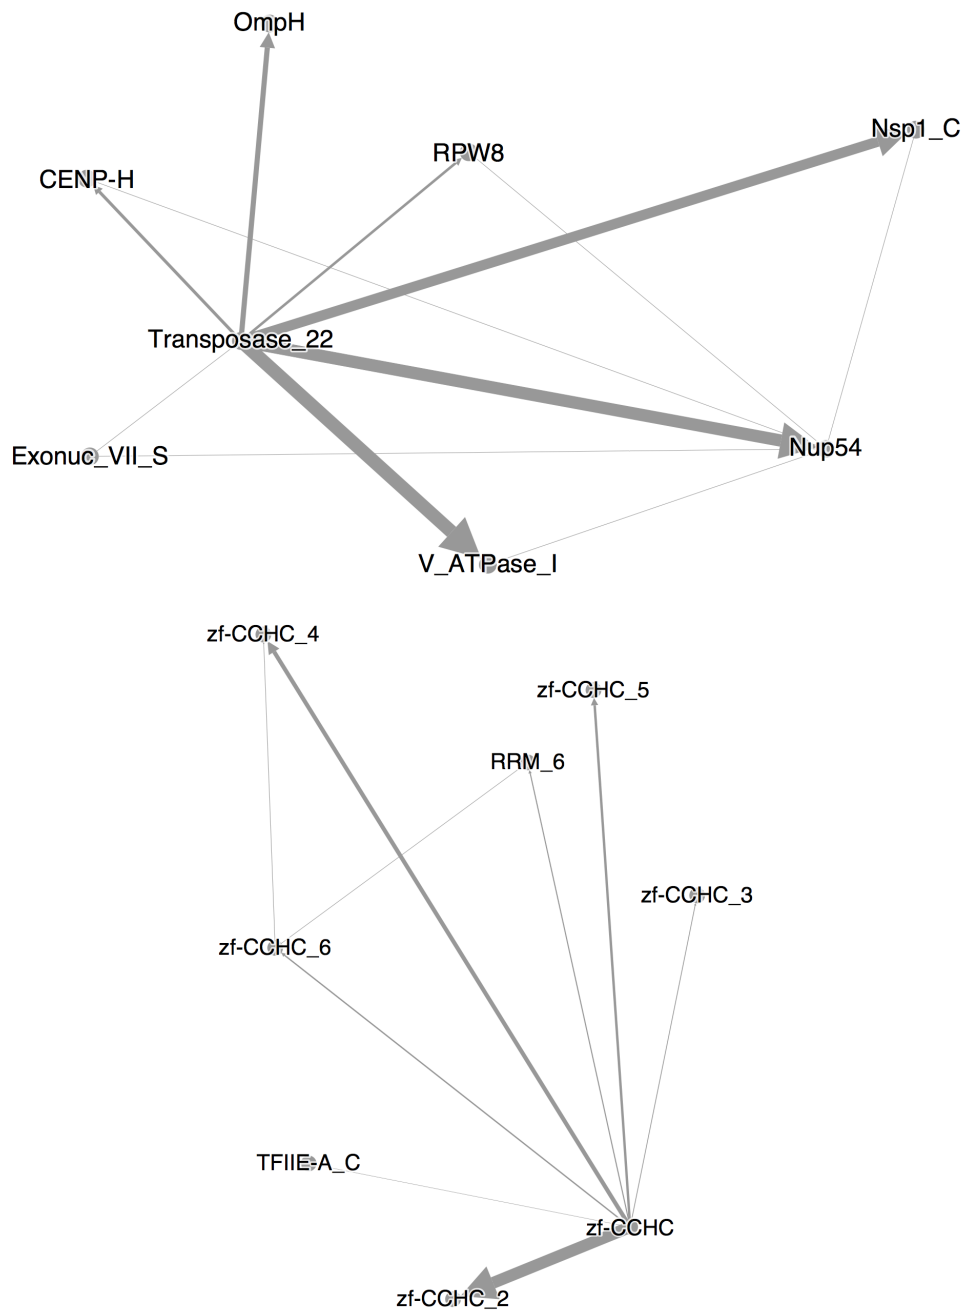 OmpH
Nsp1_C
RPW8
CENP-H
Transposase_22
Nup54
Exonuc_VII_S
V_ATPase_I
zf-CCHC_4
zf-CCHC_5
RRM_6
zf-CCHC_3
zf-CCHC_6
TFIIE-A_C
zf-CCHC
zf-CCHC_2